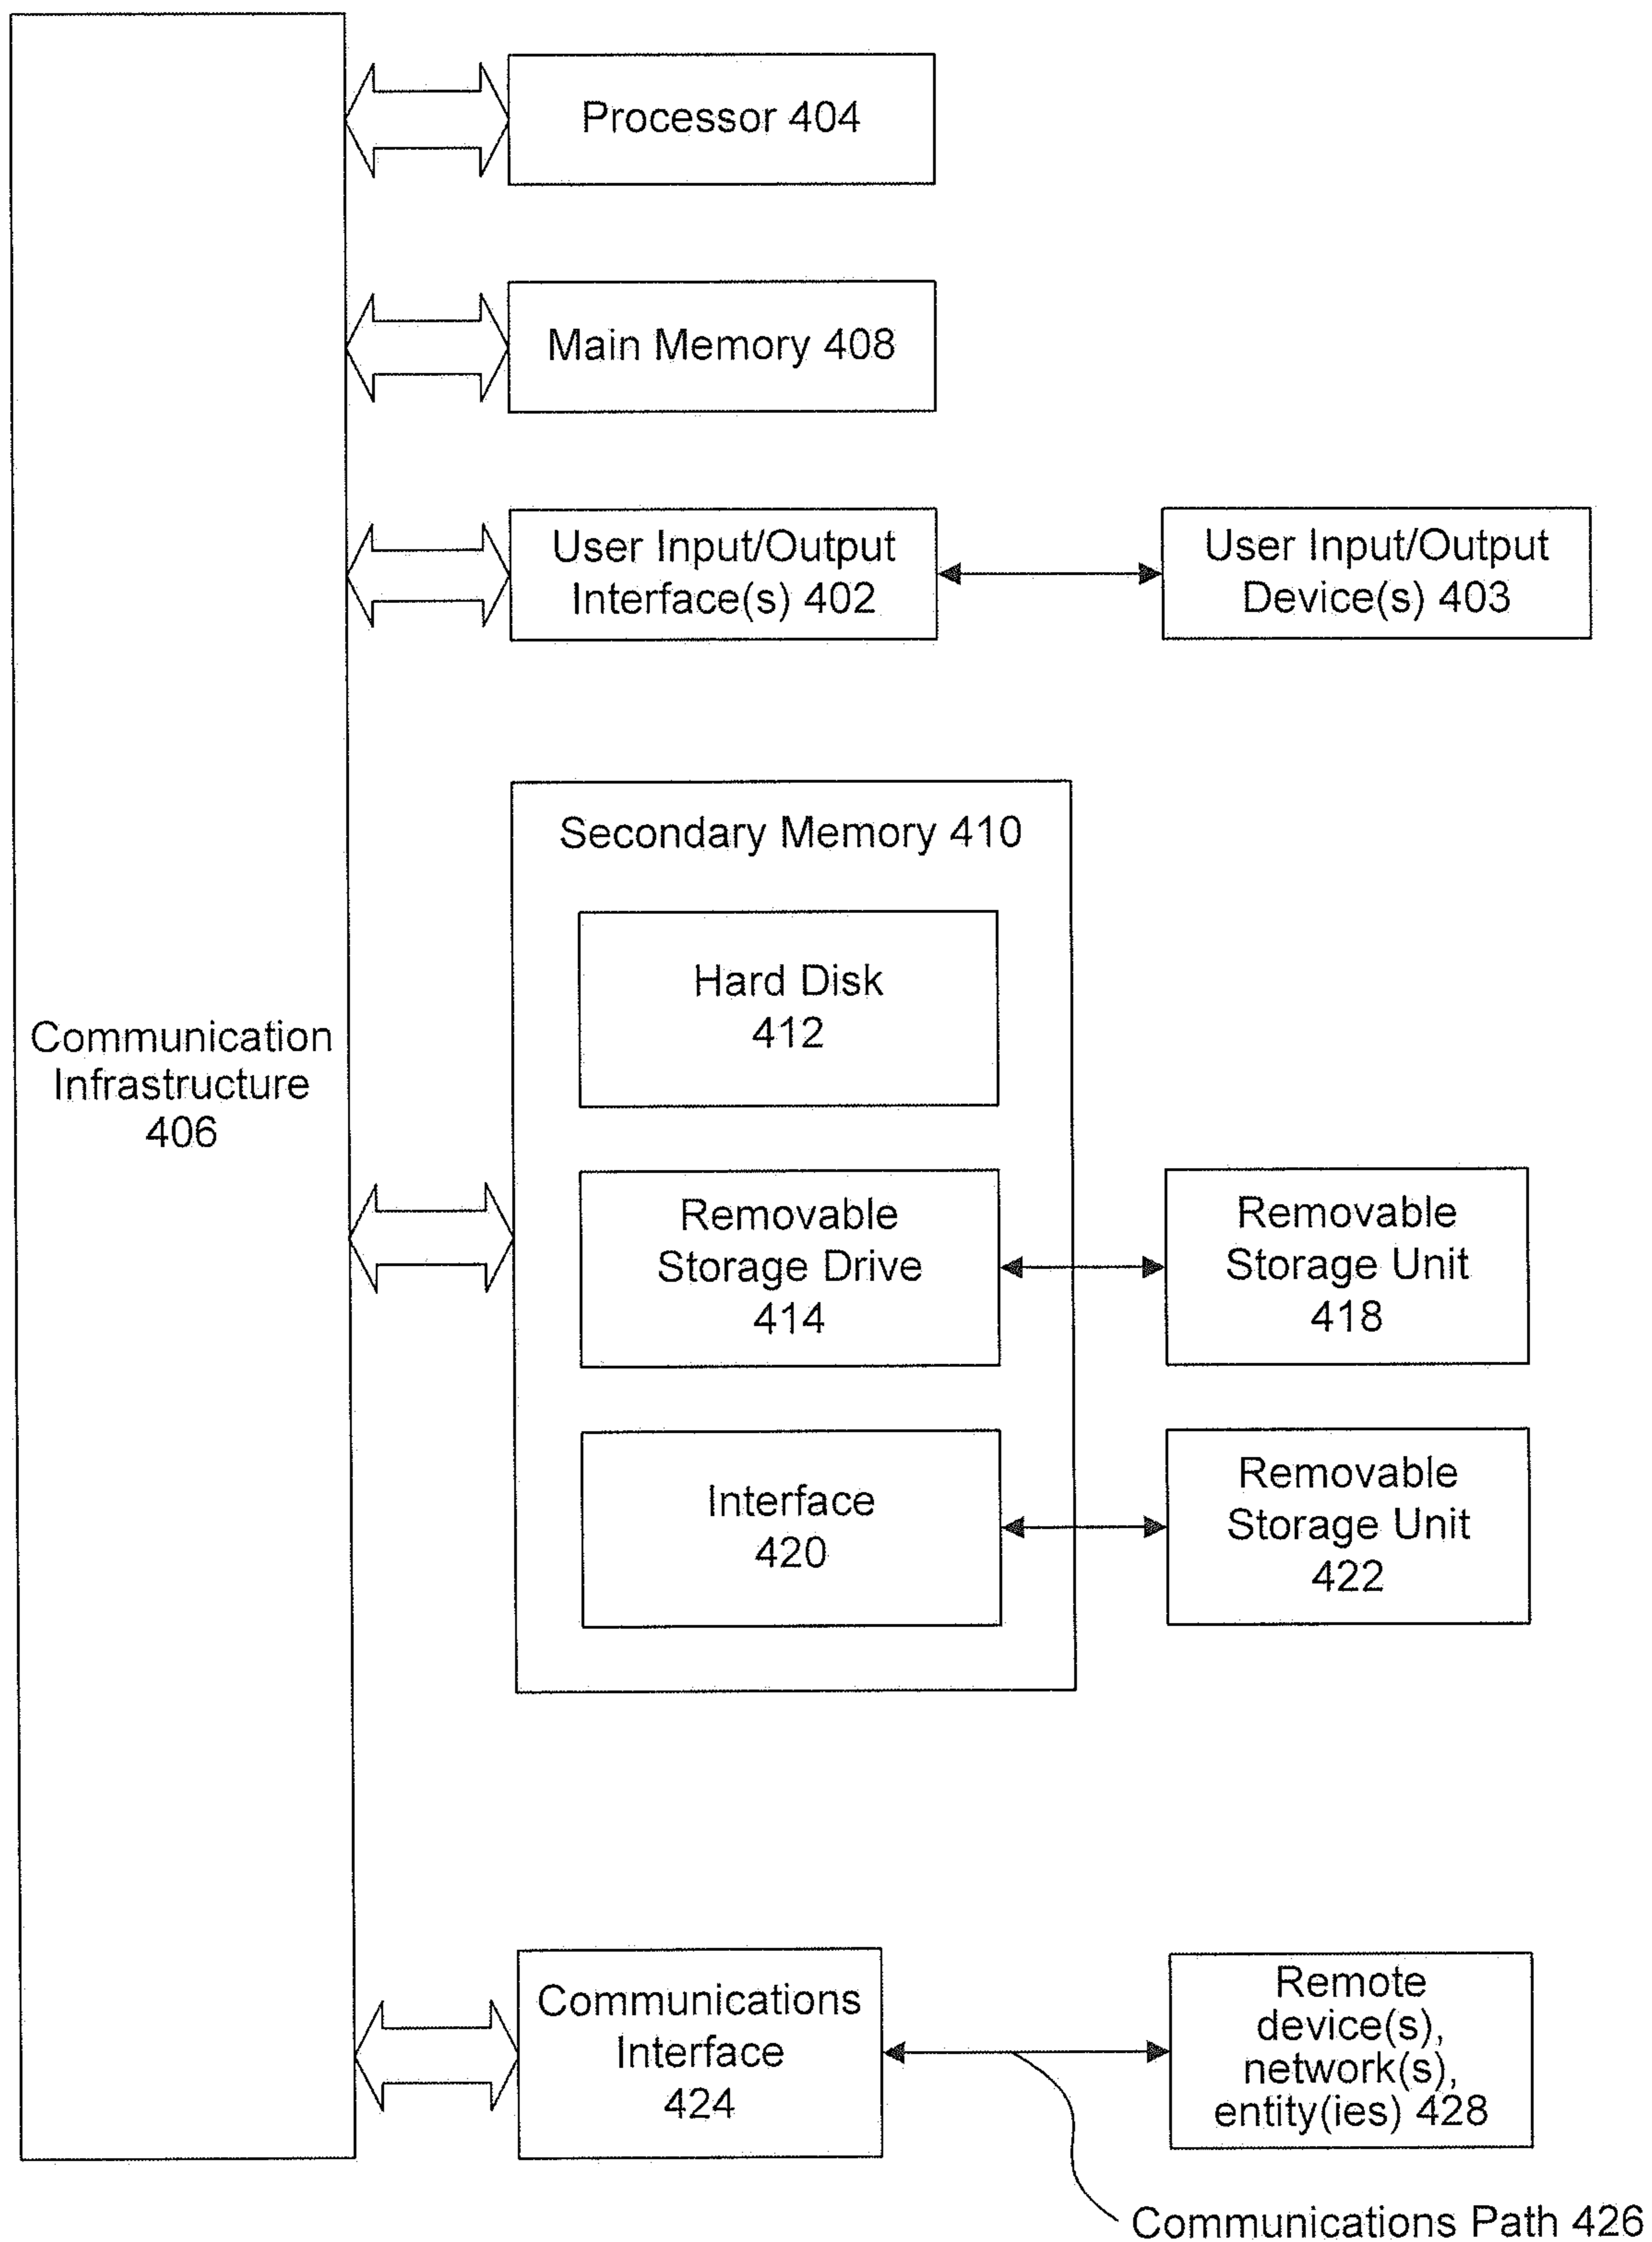 Processor 404
Main Memory 408
User Input/Output
Interface(s) 402
User Input/Output
Device(s) 403
Secondary Memory 410
Hard Disk
412
Communication
Infrastructure
406
Removable
Storage Drive
414
Removable
Storage Unit
418
Interface
420
Removable
Storage Unit
422
Communications
Interface
424
Remote
device(s),
network(s),
entity(ies) 428
Communications Path 426